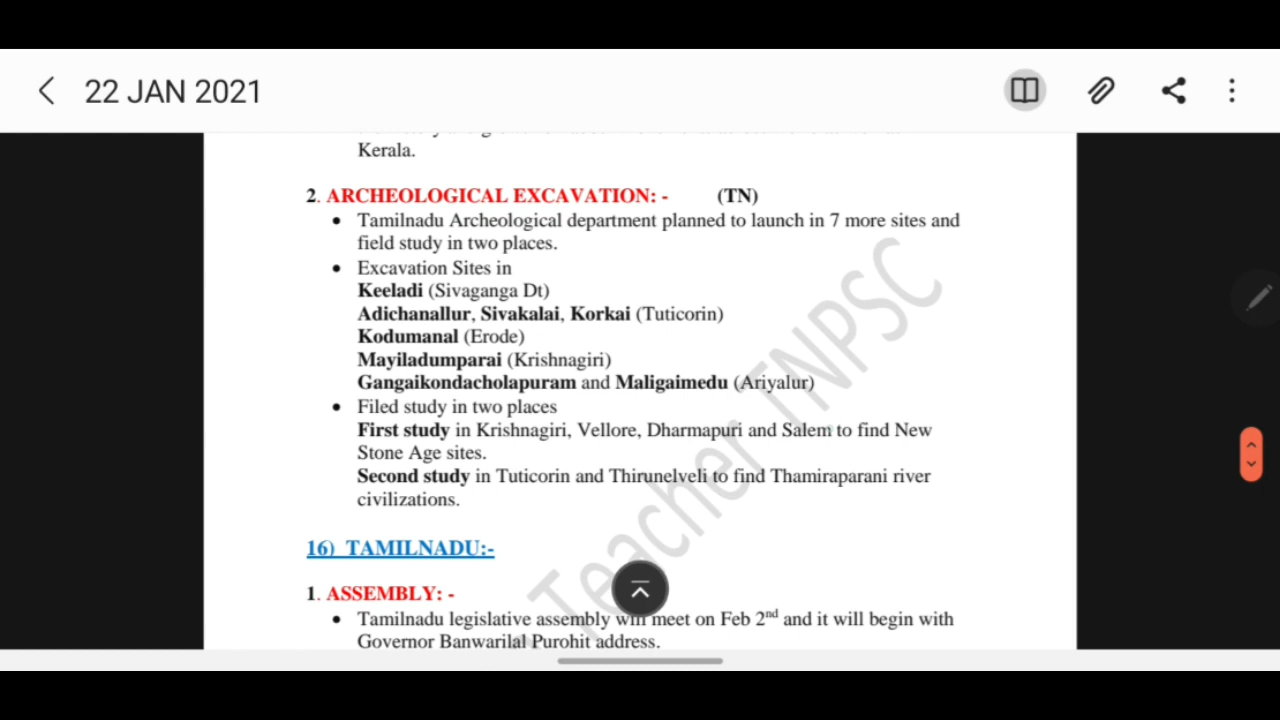 22 JAN 2021
Kerala.
2. ARCHEOLOGICAL EXCAVATION: - (TN)
• Tamilnadu Archeological department planned to launch in 7 more sites and
field study in two places.
• Excavation Sites in
Keeladi (Sivaganga Dt)
Adichanallur, Sivakalai, Korkai (Tuticorin)
Kodumanal (Erode)
Mayiladumparai (Krishnagiri)
Gangaikondacholapuram and Maligaimedu (Ariyalur)
• Filed study in two places
First study in Krishnagiri, Vellore, Dharmapuri and Salem to find New
Stone Age sites.
Second study in Tuticorin and Thirunelveli to find Thamiraparani river
civilizations.
16) TAMILNADU:-
1. ASSEMBLY: -
• Tamilnadu legislative assembly will meet on Feb 2nd and it will begin with
Governor Banwarilal Purohit address.
Teacher TNPSC